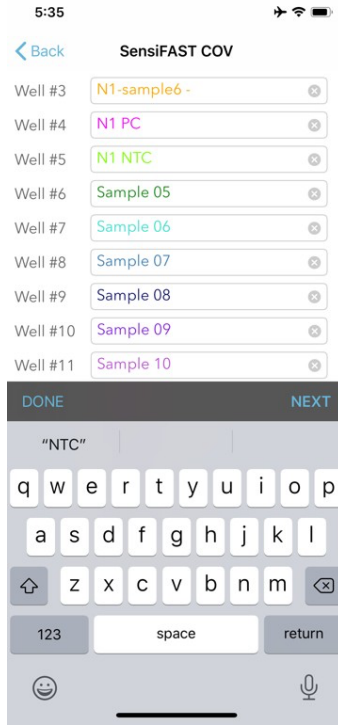 5:35
Back SensiFAST COV
Well #3 N1-sample6 -
Well #4 N1 PC
Well #5 N1 NTC
Well #6 Sample 05
Well #7 Sample 06
Well #8 Sample 07
Well #9 Sample 08
Well #10 Sample 09
Well #11 Sample 10
DONE NEXT
“NTC”
q w e r t y u i o p
a s d f g h j k l
z x c v b n m
123 space return